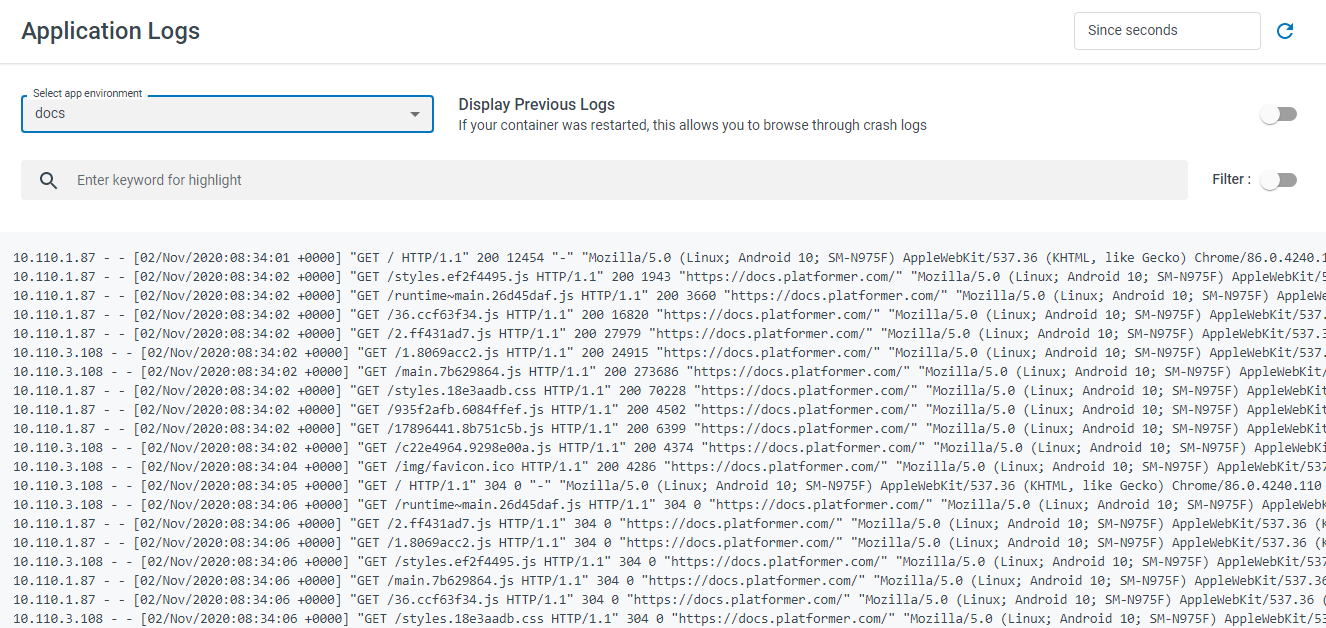 Application Logs
Since seconds
Select app environment
docs
Display Previous Logs
If your container was restarted, this allows you to browse through crash logs
Enter keyword for highlight
Filter :
10.110.1.87 - - [02/Nov/2020:08:34:01 +0000] "GET / HTTP/1.1" 200 12454 "-" "Mozilla/5.0 (Linux; Android 10; SM-N975F) AppleWebKit/537.36 (KHTML, like Gecko) Chrome/86.0.4240.1
10.110.1.87 - - [02/Nov/2020:08:34:02 +0000] "GET /styles.ef2f4495.js HTTP/1.1" 200 1943 "https://docs.platformer.com/" "Mozilla/5.0 (Linux; Android 10; SM-N975F) AppleWebKit/5
10.110.1.87 - - [02/Nov/2020:08:34:02 +0000] "GET /runtime~main.26d45daf.js HTTP/1.1" 200 3660 "https://docs.platformer.com/" "Mozilla/5.0 (Linux; Android 10; SM-N975F) AppleWe
10.110.1.87 - - [02/Nov/2020:08:34:02 +0000] "GET /36.ccf63f34.js HTTP/1.1" 200 16820 "https://docs.platformer.com/" "Mozilla/5.0 (Linux; Android 10; SM-N975F) AppleWebKit/537.
10.110.1.87 - - [02/Nov/2020:08:34:02 +0000] "GET /2.ff431ad7.js HTTP/1.1" 200 27979 "https://docs.platformer.com/" "Mozilla/5.0 (Linux; Android 10; SM-N975F) AppleWebKit/537.3
10.110.3.108 - - [02/Nov/2020:08:34:02 +0000] "GET /1.8069acc2.js HTTP/1.1" 200 24915 "https://docs.platformer.com/" "Mozilla/5.0 (Linux; Android 10; SM-N975F) AppleWebKit/537.
10.110.3.108 - - [02/Nov/2020:08:34:02 +0000] "GET /main.7b629864.js HTTP/1.1" 200 273686 "https://docs.platformer.com/" "Mozilla/5.0 (Linux; Android 10; SM-N975F) AppleWebKit/
10.110.1.87 - - [02/Nov/2020:08:34:02 +0000] "GET /styles.18e3aadb.css HTTP/1.1" 200 70228 "https://docs.platformer.com/" "Mozilla/5.0 (Linux; Android 10; SM-N975F) AppleWebKit
10.110.1.87 - - [02/Nov/2020:08:34:02 +0000] "GET /935f2afb.6084ffef.js HTTP/1.1" 200 4502 "https://docs.platformer.com/" "Mozilla/5.0 (Linux; Android 10; SM-N975F) AppleWebKit
10.110.1.87 - - [02/Nov/2020:08:34:02 +0000] "GET /17896441.8b751c5b.js HTTP/1.1" 200 6399 "https://docs.platformer.com/" "Mozilla/5.0 (Linux; Android 10; SM-N975F) AppleWebKit
10.110.3.108 - - [02/Nov/2020:08:34:02 +0000] "GET /c22e4964.9298e00a.js HTTP/1.1" 200 4374 "https://docs.platformer.com/" "Mozilla/5.0 (Linux; Android 10; SM-N975F) AppleWebKi
10.110.3.108 - - [02/Nov/2020:08:34:04 +0000] "GET /img/favicon.ico HTTP/1.1" 200 4286 "https://docs.platformer.com/" "Mozilla/5.0 (Linux; Android 10; SM-N975F) AppleWebKit/537
10.110.3.108 - - [02/Nov/2020:08:34:05 +0000] "GET / HTTP/1.1" 304 0 "-" "Mozilla/5.0 (Linux; Android 10; SM-N975F) AppleWebKit/537.36 (KHTML, like Gecko) Chrome/86.0.4240.110
10.110.3.108 - - [02/Nov/2020:08:34:06 +0000] "GET /runtime~main.26d45daf.js HTTP/1.1" 304 0 "https://docs.platformer.com/" "Mozilla/5.0 (Linux; Android 10; SM-N975F) AppleWebK
10.110.1.87 - - [02/Nov/2020:08:34:06 +0000] "GET /2.ff431ad7.js HTTP/1.1" 304 0 "https://docs.platformer.com/" "Mozilla/5.0 (Linux; Android 10; SM-N975F) AppleWebKit/537.36 (K
10.110.1.87 - - [02/Nov/2020:08:34:06 +0000] "GET /1.8069acc2.js HTTP/1.1" 304 0 "https://docs.platformer.com/" "Mozilla/5.0 (Linux; Android 10; SM-N975F) AppleWebKit/537.36 (K
10.110.3.108 - - [02/Nov/2020:08:34:06 +0000] "GET /styles.ef2f4495.js HTTP/1.1" 304 0 "https://docs.platformer.com/" "Mozilla/5.0 (Linux; Android 10; SM-N975F) AppleWebKit/537
10.110.1.87 - - [02/Nov/2020:08:34:06 +0000] "GET /main.7b629864.js HTTP/1.1" 304 0 "https://docs.platformer.com/" "Mozilla/5.0 (Linux; Android 10; SM-N975F) AppleWebKit/537.36
10.110.1.87 - - [02/Nov/2020:08:34:06 +0000] "GET /36.ccf63f34.js HTTP/1.1" 304 0 "https://docs.platformer.com/" "Mozilla/5.0 (Linux; Android 10; SM-N975F) AppleWebKit/537.36 (
10.110.3.108 - - [02/Nov/2020:08:34:06 +0000] "GET /styles.18e3aadb.css HTTP/1.1" 304 0 "https://docs.platformer.com/" "Mozilla/5.0 (Linux; Android 10; SM-N975F) AppleWebKit/53